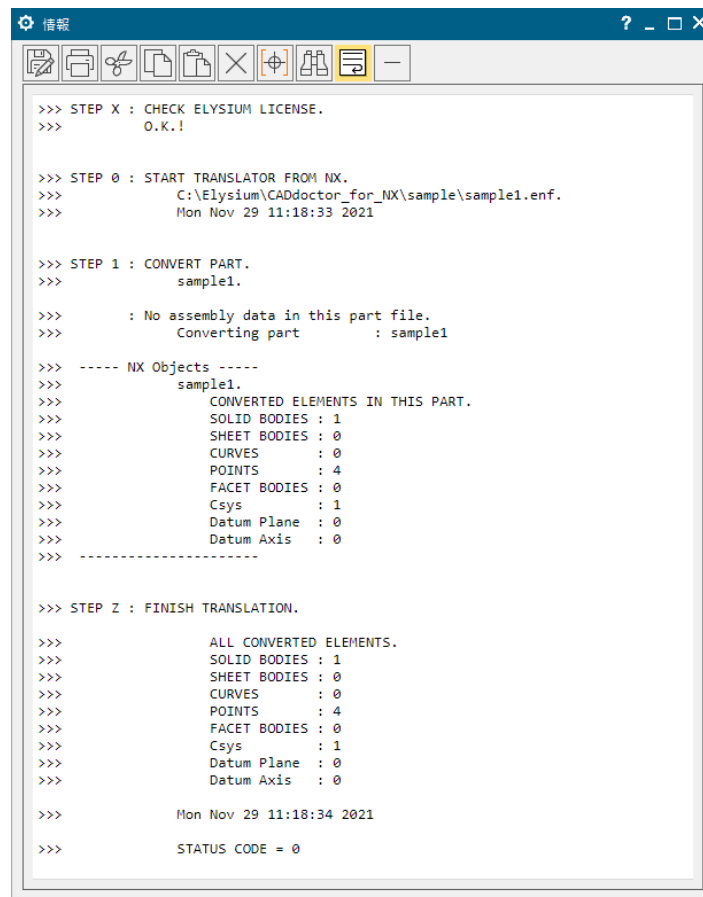 情報
>>> STEP X : CHECK ELYSIUM LICENSE.
>>> O.K.!
>>> STEP 0 : START TRANSLATOR FROM NX.
>>> C:\Elysium\CADdoctor_for_NX\sample\sample1.enf.
>>> Mon Nov 29 11:18:33 2021
>>> STEP 1 : CONVERT PART.
>>> sample1.
>>> : No assembly data in this part file.
>>> Converting part : sample1
>>> ----- NX Objects -----
>>> sample1.
>>> CONVERTED ELEMENTS IN THIS PART.
>>> SOLID BODIES : 1
>>> SHEET BODIES : 0
>>> CURVES : 0
>>> POINTS : 4
>>> FACET BODIES : 0
>>> Csys : 1
>>> Datum Plane : 0
>>> Datum Axis : 0
>>> ----------------------
>>> STEP Z : FINISH TRANSLATION.
>>> ALL CONVERTED ELEMENTS.
>>> SOLID BODIES : 1
>>> SHEET BODIES : 0
>>> CURVES : 0
>>> POINTS : 4
>>> FACET BODIES : 0
>>> Csys : 1
>>> Datum Plane : 0
>>> Datum Axis : 0
>>> Mon Nov 29 11:18:34 2021
>>> STATUS CODE = 0